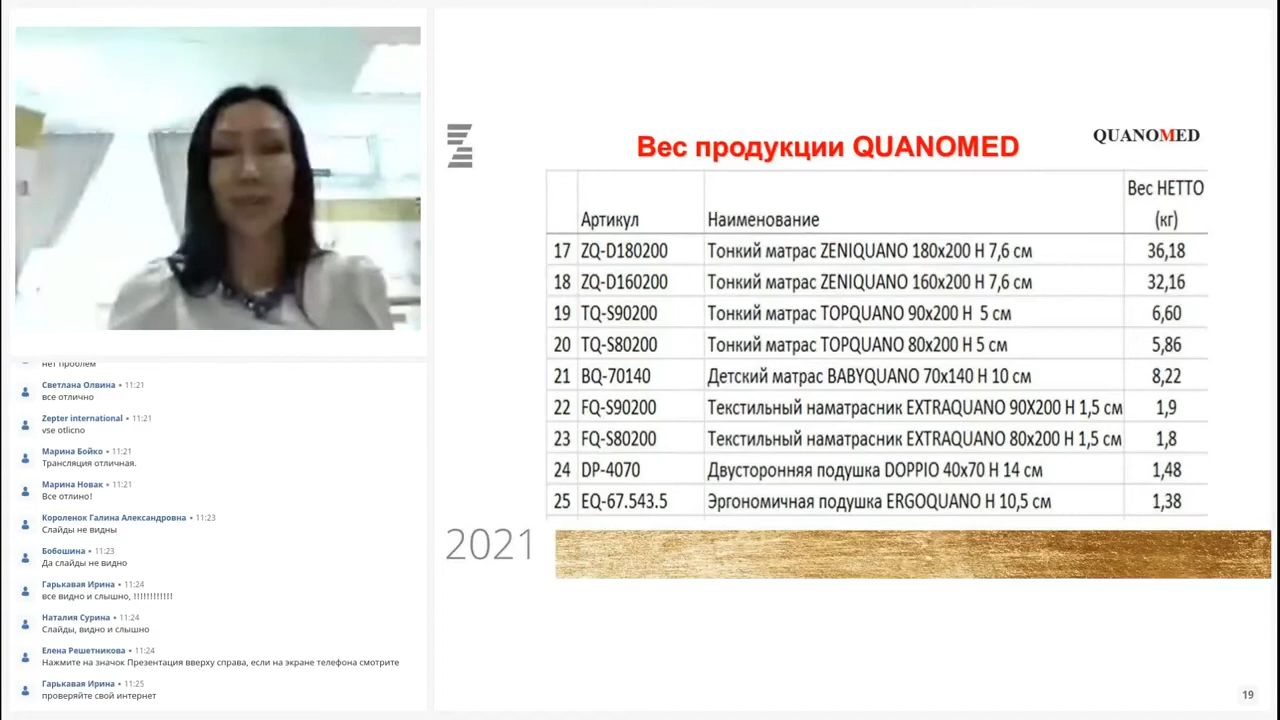 нет проблем
Светлана Олвина • 11:21
все отлично
Zepter international • 11:21
vse otlicno
Марина Бойко • 11:21
Трансляция отличная.
Марина Новак • 11:21
Все отлино!
Короленок Галина Александровна • 11:23
Слайды не видны
Бобошина • 11:23
Да слайды не видно
Гарькавая Ирина • 11:24
все видно и слышно, !!!!!!!!!!!!
Наталия Сурина • 11:24
Слайды, видно и слышно
Елена Решетникова • 11:24
Нажмите на значок Презентация вверху справа, если на экране телефона смотрите
Гарькавая Ирина • 11:25
проверяйте свой интернет
Вес продукции QUANOMED
QUANOMED
Артикул Наименование Вес НЕТТО (кг)
17 ZQ-D180200 Тонкий матрас ZENIQUANO 180x200 H 7,6 см 36,18
18 ZQ-D160200 Тонкий матрас ZENIQUANO 160x200 H 7,6 см 32,16
19 TQ-S90200 Тонкий матрас TOPQUANO 90x200 H 5 см 6,60
20 TQ-S80200 Тонкий матрас TOPQUANO 80x200 H 5 см 5,86
21 BQ-70140 Детский матрас BABYQUANO 70x140 H 10 см 8,22
22 FQ-S90200 Текстильный наматрасник EXTRAQUANO 90X200 H 1,5 см 1,9
23 FQ-S80200 Текстильный наматрасник EXTRAQUANO 80x200 H 1,5 см 1,8
24 DP-4070 Двусторонняя подушка DOPPIO 40x70 H 14 см 1,48
25 EQ-67.543.5 Эргономичная подушка ERGOQUANO H 10,5 см 1,38
2021
19